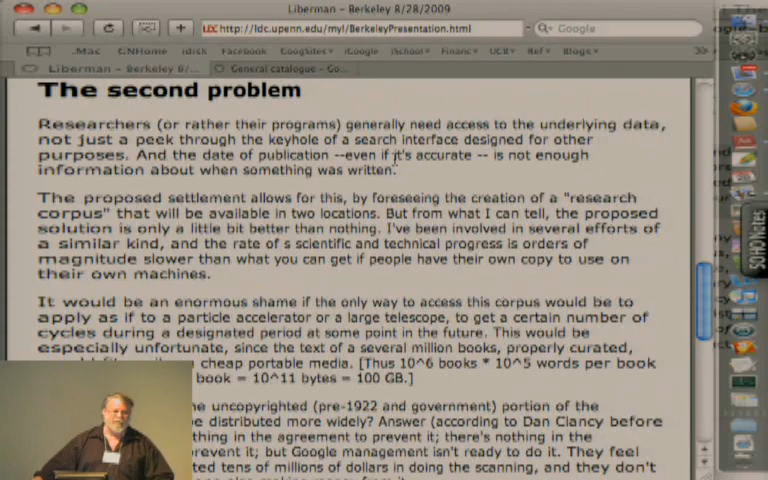 Liberman – Berkeley 8/28/2009
http://ldc.upenn.edu/myl/BerkeleyPresentation.html
Google
.Mac GNHome idisk Facebook Googlesites iGoogle iSchool Financ UCB Ref Blogs
Liberman – Berkeley 8/... General catalogue – Go...
The second problem
Researchers (or rather their programs) generally need access to the underlying data,
not just a peek through the keyhole of a search interface designed for other
purposes. And the date of publication --even if it's accurate -- is not enough
information about when something was written.
The proposed settlement allows for this, by foreseeing the creation of a "research
corpus" that will be available in two locations. But from what I can tell, the proposed
solution is only a little bit better than nothing. I've been involved in several efforts of
a similar kind, and the rate of s scientific and technical progress is orders of
magnitude slower than what you can get if people have their own copy to use on
their own machines.
It would be an enormous shame if the only way to access this corpus would be to
apply as if to a particle accelerator or a large telescope, to get a certain number of
cycles during a designated period at some point in the future. This would be
especially unfortunate, since the text of a several million books, properly curated,
cheap portable media. [Thus 10^6 books * 10^5 words per book
book = 10^11 bytes = 100 GB.]
uncopyrighted (pre-1922 and government) portion of the
be distributed more widely? Answer (according to Dan Clancy before
thing in the agreement to prevent it; there's nothing in the
prevent it; but Google management isn't ready to do it. They feel
ted tens of millions of dollars in doing the scanning, and they don't
SOHO Notes